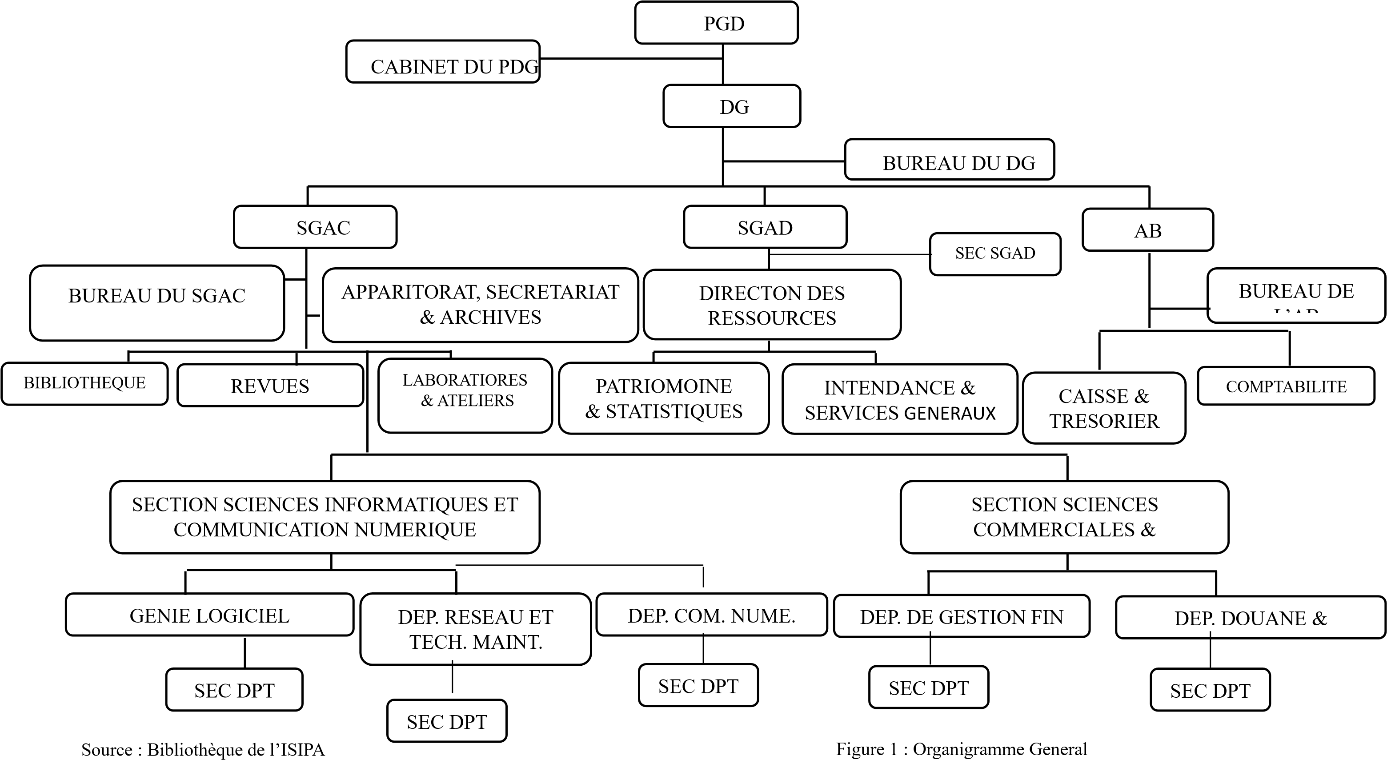 PGD
CABINET DU PDG
DG
BUREAU DU DG
SGAC
SGAD
AB
SEC SGAD
BUREAU DU SGAC
APPARITORAT, SECRETARIAT
& ARCHIVES
DIRECTON DES
RESSOURCES
BUREAU DE
BIBLIOTHEQUE
REVUES
LABORATIORES
& ATELIERS
PATRIOMOINE
& STATISTIQUES
INTENDANCE &
SERVICES GENERAUX
CAISSE &
TRESORIER
COMPTABILITE
SECTION SCIENCES INFORMATIQUES ET
COMMUNICATION NUMERIQUE
SECTION SCIENCES
COMMERCIALES &
GENIE LOGICIEL
DEP. RESEAU ET
TECH. MAINT.
DEP. COM. NUME.
DEP. DE GESTION FIN
DEP. DOUANE &
SEC DPT
SEC DPT
SEC DPT
SEC DPT
SEC DPT
Source : Bibliothèque de l’ISIPA
Figure 1 : Organigramme General